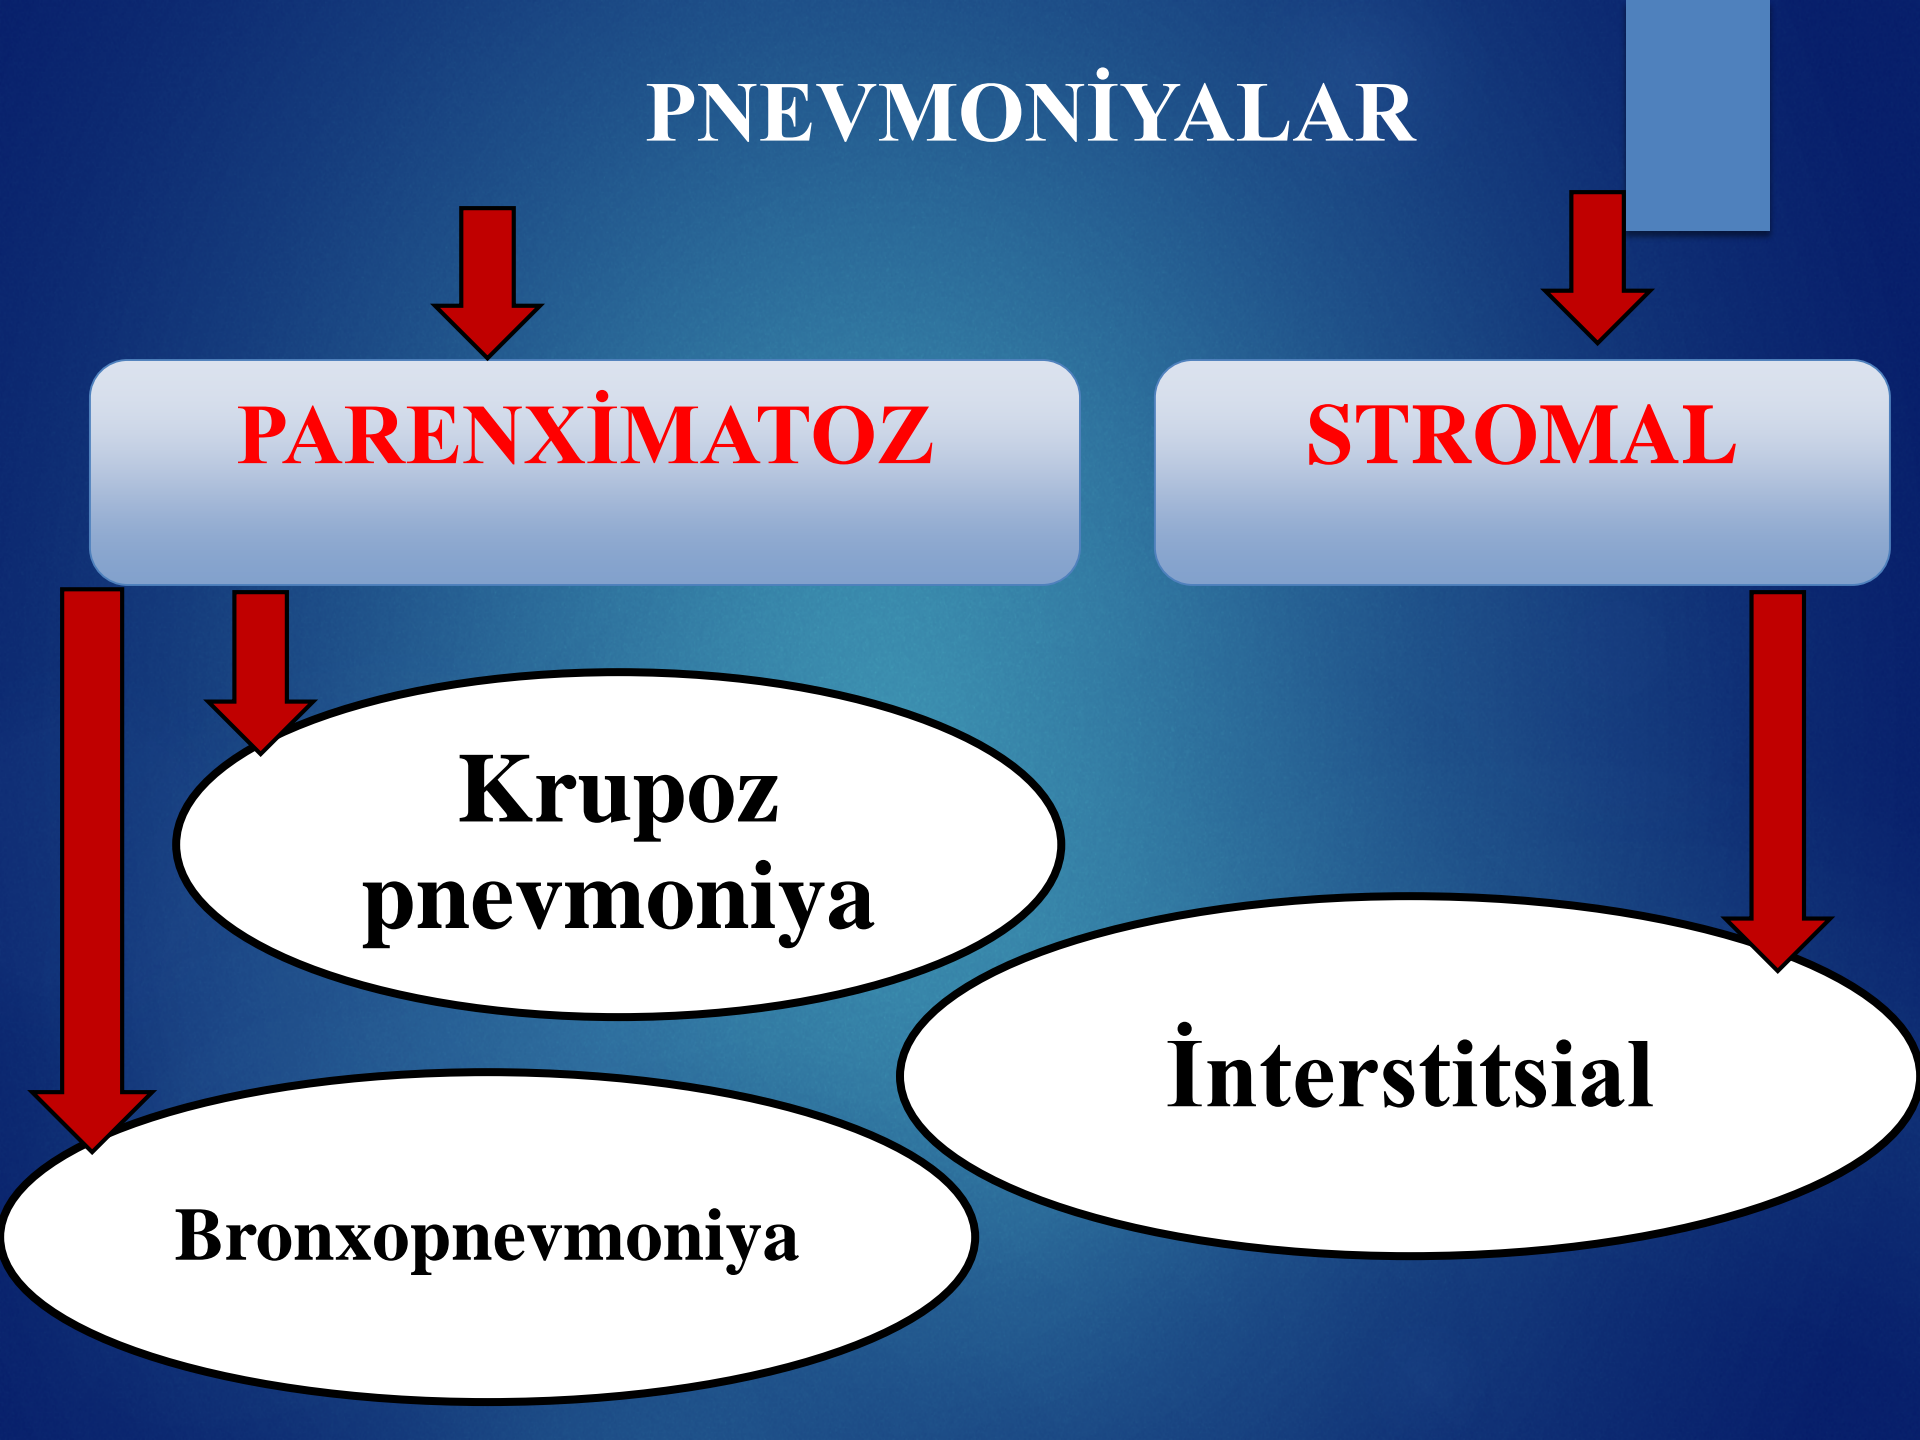 PNEVMONİYALAR
PARENXİMATOZ
STROMAL
Krupoz
pnevmoniya
İnterstitsial
Bronxopnevmoniya